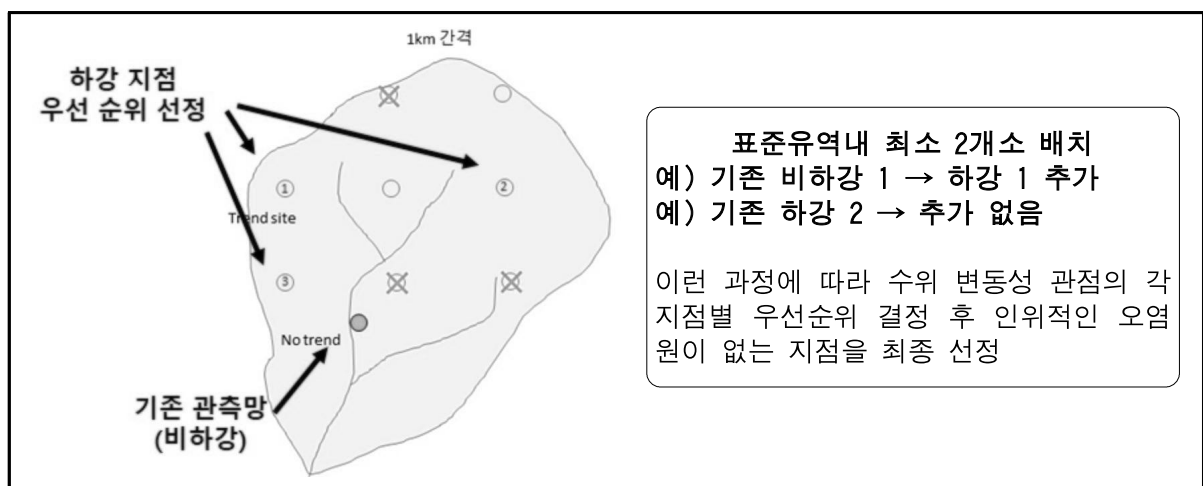 1km 간격
하강 지점
우선 순위 선정
①
②
Trend site
③
No trend
기존 관측망
(비하강)
표준유역내 최소 2개소 배치
예) 기존 비하강 1 → 하강 1 추가
예) 기존 하강 2 → 추가 없음
이런 과정에 따라 수위 변동성 관점의 각
지점별 우선순위 결정 후 인위적인 오염
원이 없는 지점을 최종 선정